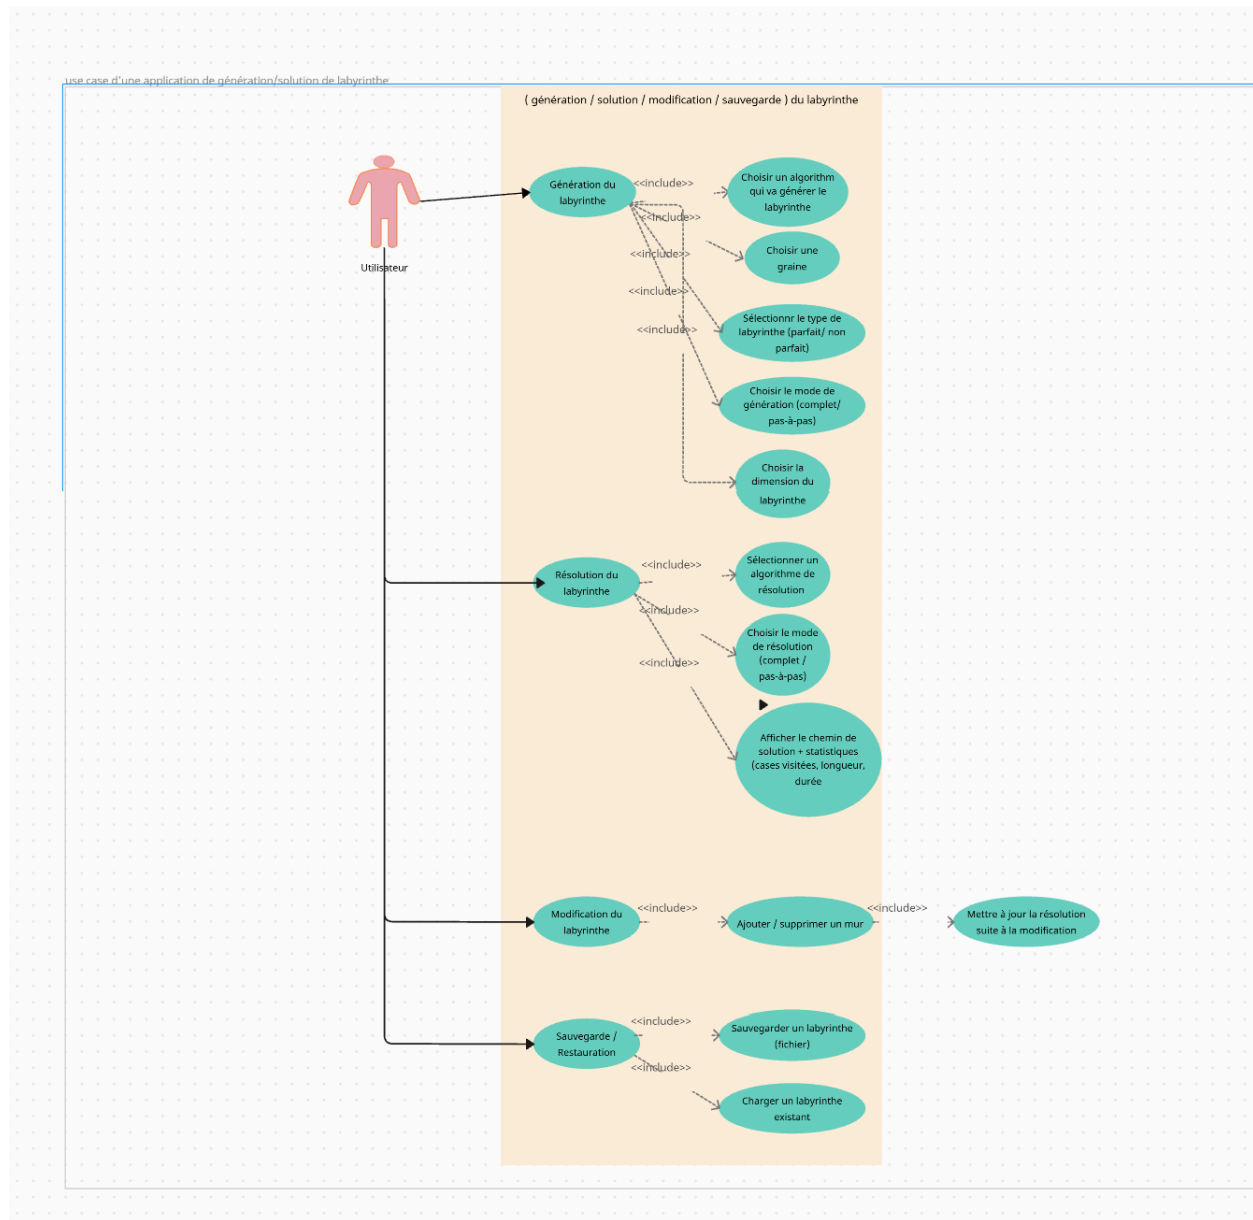 use case d'une application de génération/solution de labyrinthe
( génération / solution / modification / sauvegarde ) du labyrinthe
Utilisateur
Génération du
labyrinthe
<<include>>
<<include>>
<<include>>
<<include>>
<<include>>
Choisir un algorithm
qui va générer le
labyrinthe
Choisir une
graine
Sélectionnr le type de
labyrinthe (parfait/ non
parfait)
Choisir le mode de
génération (complet/
pas-à-pas)
Choisir la
dimension du
labyrinthe
Résolution du
labyrinthe
<<include>>
<<include>>
<<include>>
Sélectionner un
algorithme de
résolution
Choisir le mode
de résolution
(complet /
pas-à-pas)
Afficher le chemin de
solution + statistiques
(cases visitées, longueur,
durée
Modification du
labyrinthe
<<include>>
Ajouter / supprimer un mur
<<include>>
Mettre à jour la résolution
suite à la modification
Sauvegarde /
Restauration
<<include>>
<<include>>
Sauvegarder un labyrinthe
(fichier)
Charger un labyrinthe
existant